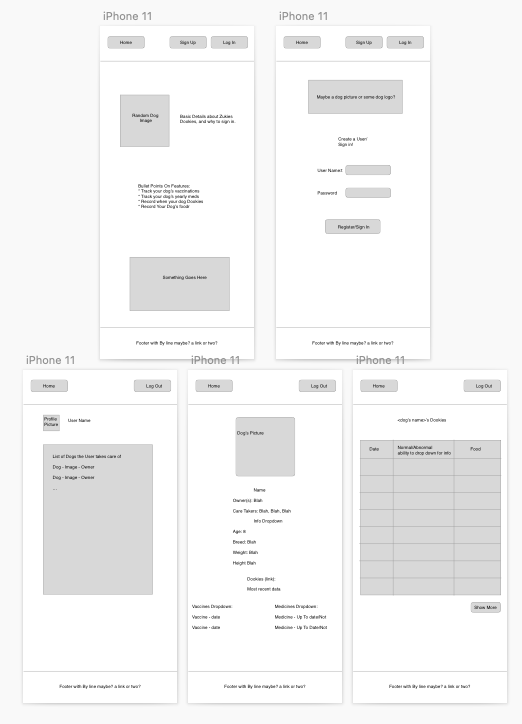 iPhone 11
Home
Sign Up
Log In
Random Dog
Image
Basic Details about Zukies
Dookies, and why to sign in.
Bullet Points On Features:
* Track your dog's vaccinations
* Track your dog's yearly meds
* Record when your dog Dookies
* Record Your Dog's foodr
Something Goes Here
Footer with By line maybe? a link or two?
iPhone 11
Home
Sign Up
Log In
Maybe a dog picture or some dog logo?
Create a User/
Sign in!
User Name:
Password
Register/Sign In
Footer with By line maybe? a link or two?
iPhone 11
Home
Log Out
Profile
Picture
User Name
List of Dogs the User takes care of
Dog - Image - Owner
Dog - Image - Owner
...
Footer with By line maybe? a link or two?
iPhone 11
Home
Log Out
Dog's Picture
Name
Owner(s): Blah
Care Takers: Blah, Blah, Blah
Info Dropdown
Age: #
Breed: Blah
Weight: Blah
Height Blah
Dookies (link):
Most recent data
Vaccines Dropdown:
Vaccine - date
Vaccine - date
Medicines Dropdown:
Medicine - Up To date/Not
Medicine - Up To Date/Not
Footer with By line maybe? a link or two?
iPhone 11
Home
Log Out
<dog's name>'s Dookies
Date
Normal/Abnormal
ability to drop down for info
Food
Show More
Footer with By line maybe? a link or two?